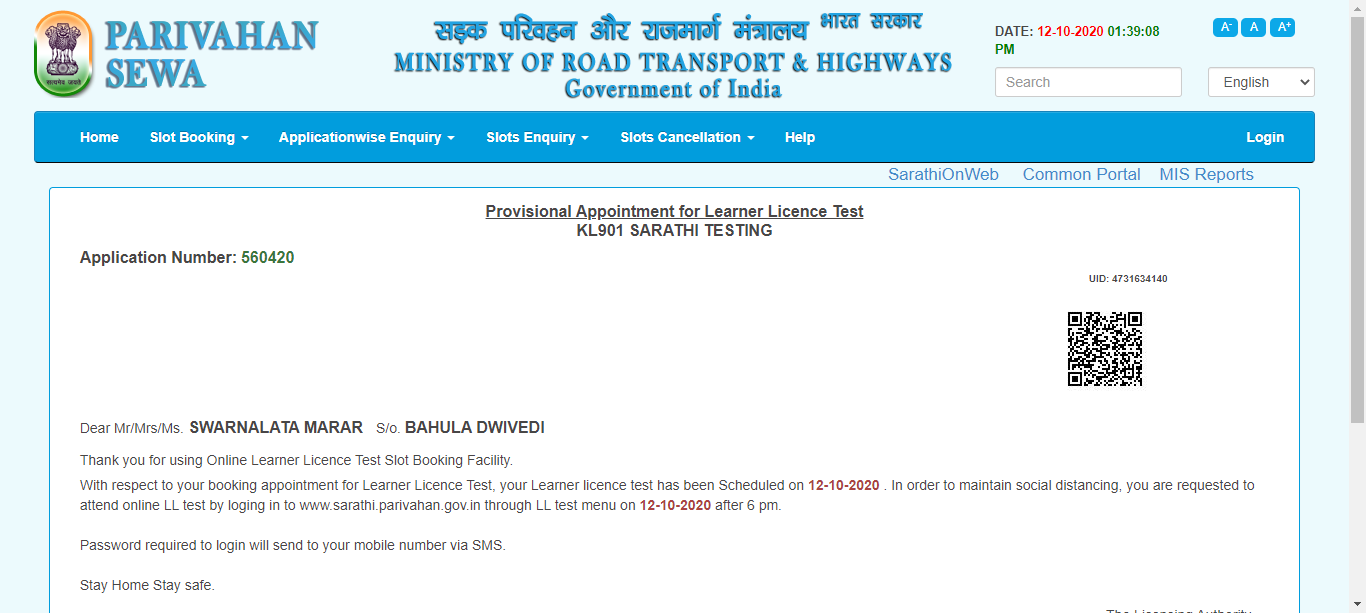 PARIVAHAN
SEWA
सड़क परिवहन और राजमार्ग मंत्रालय भारत सरकार
MINISTRY OF ROAD TRANSPORT & HIGHWAYS
Government of India
DATE: 12-10-2020 01:39:08
PM
A- A A+
Search
English
Home Slot Booking Applicationwise Enquiry Slots Enquiry Slots Cancellation Help Login
SarathiOnWeb Common Portal MIS Reports
Provisional Appointment for Learner Licence Test
KL901 SARATHI TESTING
Application Number: 560420
UID: 4731634140
Dear Mr/Mrs/Ms. SWARNALATA MARAR S/o. BAHULA DWIVEDI
Thank you for using Online Learner Licence Test Slot Booking Facility.
With respect to your booking appointment for Learner Licence Test, your Learner licence test has been Scheduled on 12-10-2020 . In order to maintain social distancing, you are requested to
attend online LL test by loging in to www.sarathi.parivahan.gov.in through LL test menu on 12-10-2020 after 6 pm.
Password required to login will send to your mobile number via SMS.
Stay Home Stay safe.
The Licensing Authority